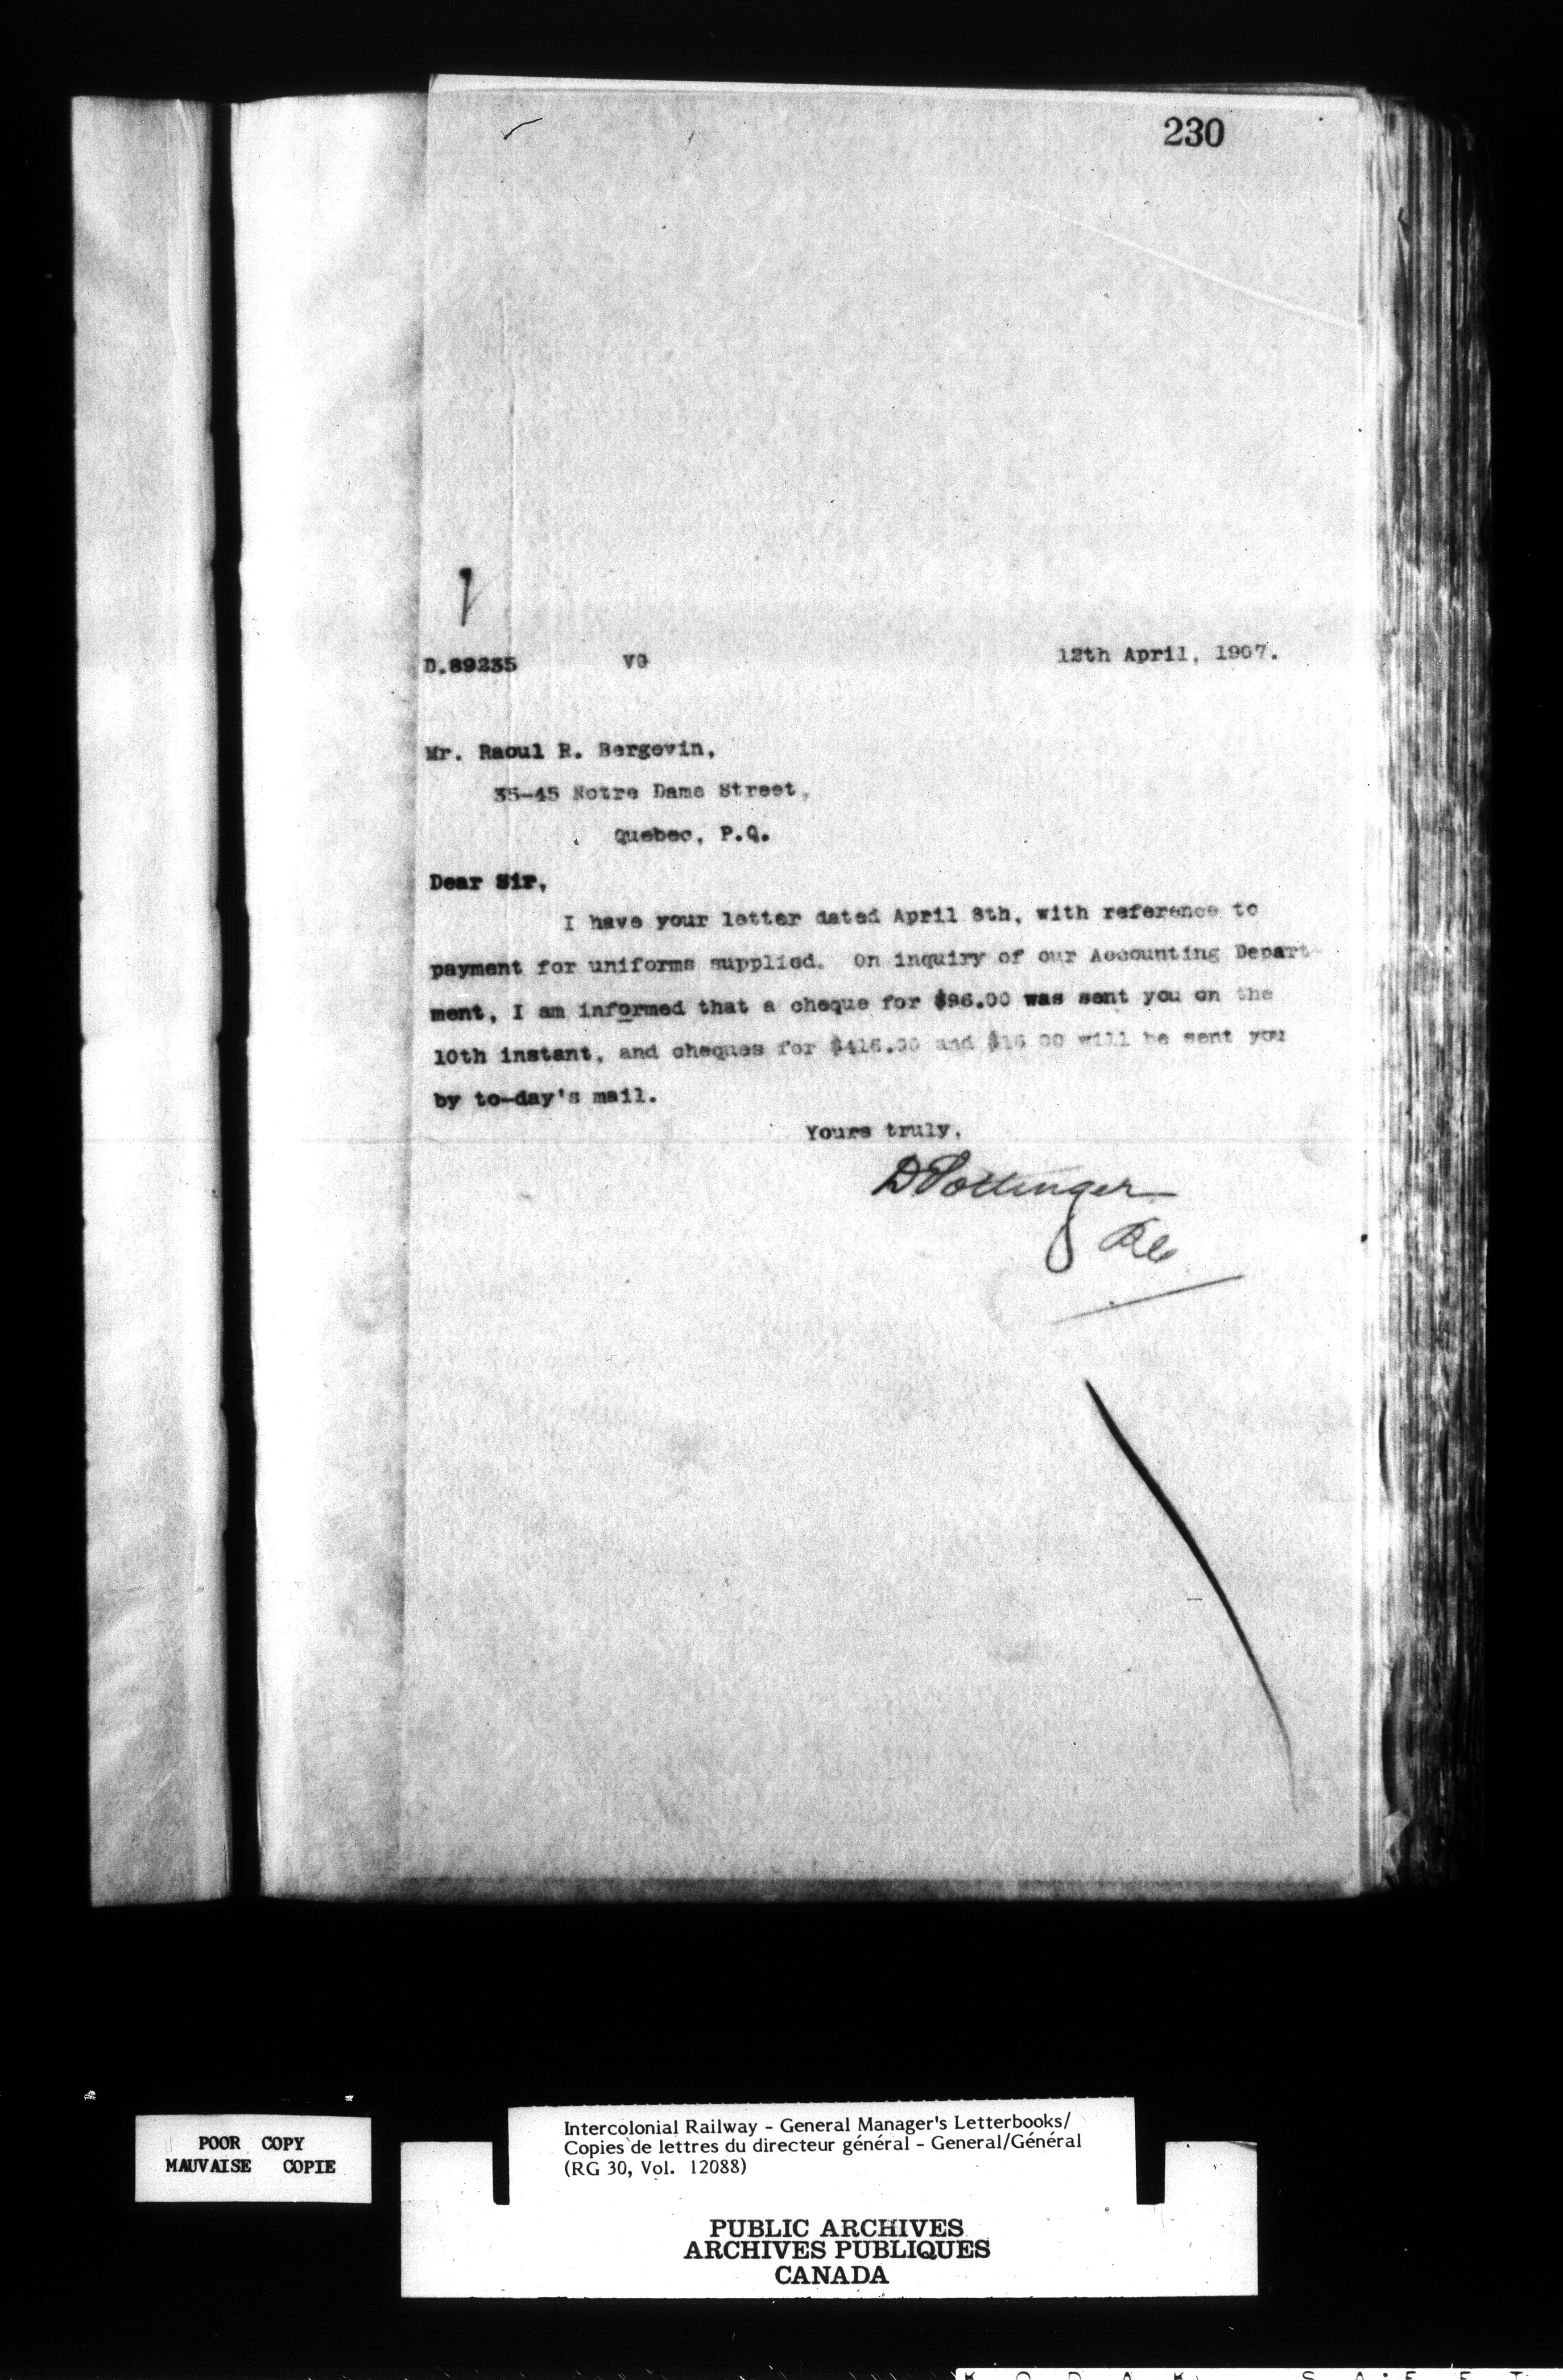 230
D.89235 VG 12th April, 1907.
Mr. Raoul R. Bergevin,
35-45 Notre Dame Street,
Quebec, P.Q.
Dear Sir,
I have your letter dated April 8th, with reference to
payment for uniforms supplied. On inquiry of our Accounting Depart-
ment, I am informed that a cheque for $96.00 was sent you on the
10th instant, and cheques for $416.00 and $16 00 will be sent you
by to-day's mail.
Yours truly,
D Pottinger
POOR COPY
MAUVAISE COPIE
Intercolonial Railway - General Manager's Letterbooks/
Copies de lettres du directeur général - General/Général
(RG 30, Vol. 12088)
PUBLIC ARCHIVES
ARCHIVES PUBLIQUES
CANADA